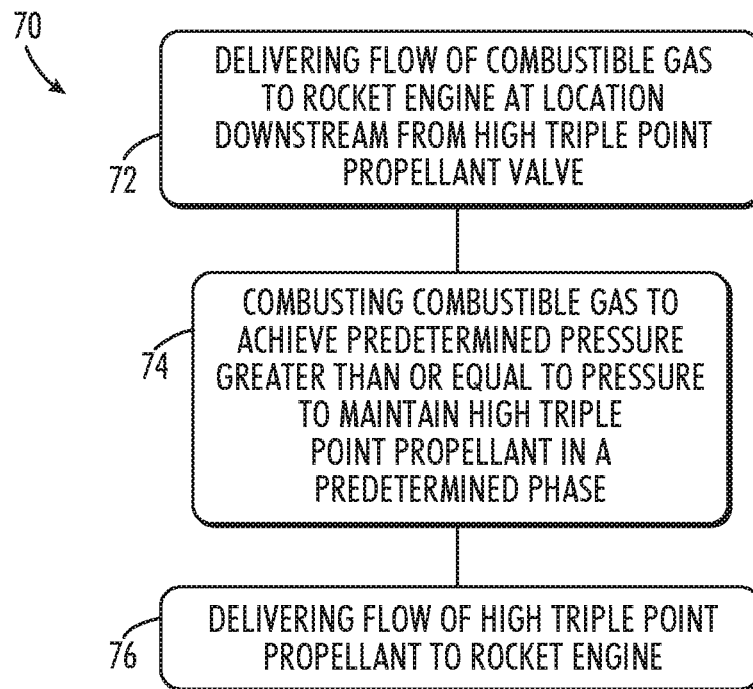 70
DELIVERING FLOW OF COMBUSTIBLE GAS
TO ROCKET ENGINE AT LOCATION
DOWNSTREAM FROM HIGH TRIPLE POINT
PROPELLANT VALVE
72
COMBUSTING COMBUSTIBLE GAS TO
ACHIEVE PREDETERMINED PRESSURE
GREATER THAN OR EQUAL TO PRESSURE
TO MAINTAIN HIGH TRIPLE
POINT PROPELLANT IN A
PREDETERMINED PHASE
74
DELIVERING FLOW OF HIGH TRIPLE POINT
PROPELLANT TO ROCKET ENGINE
76